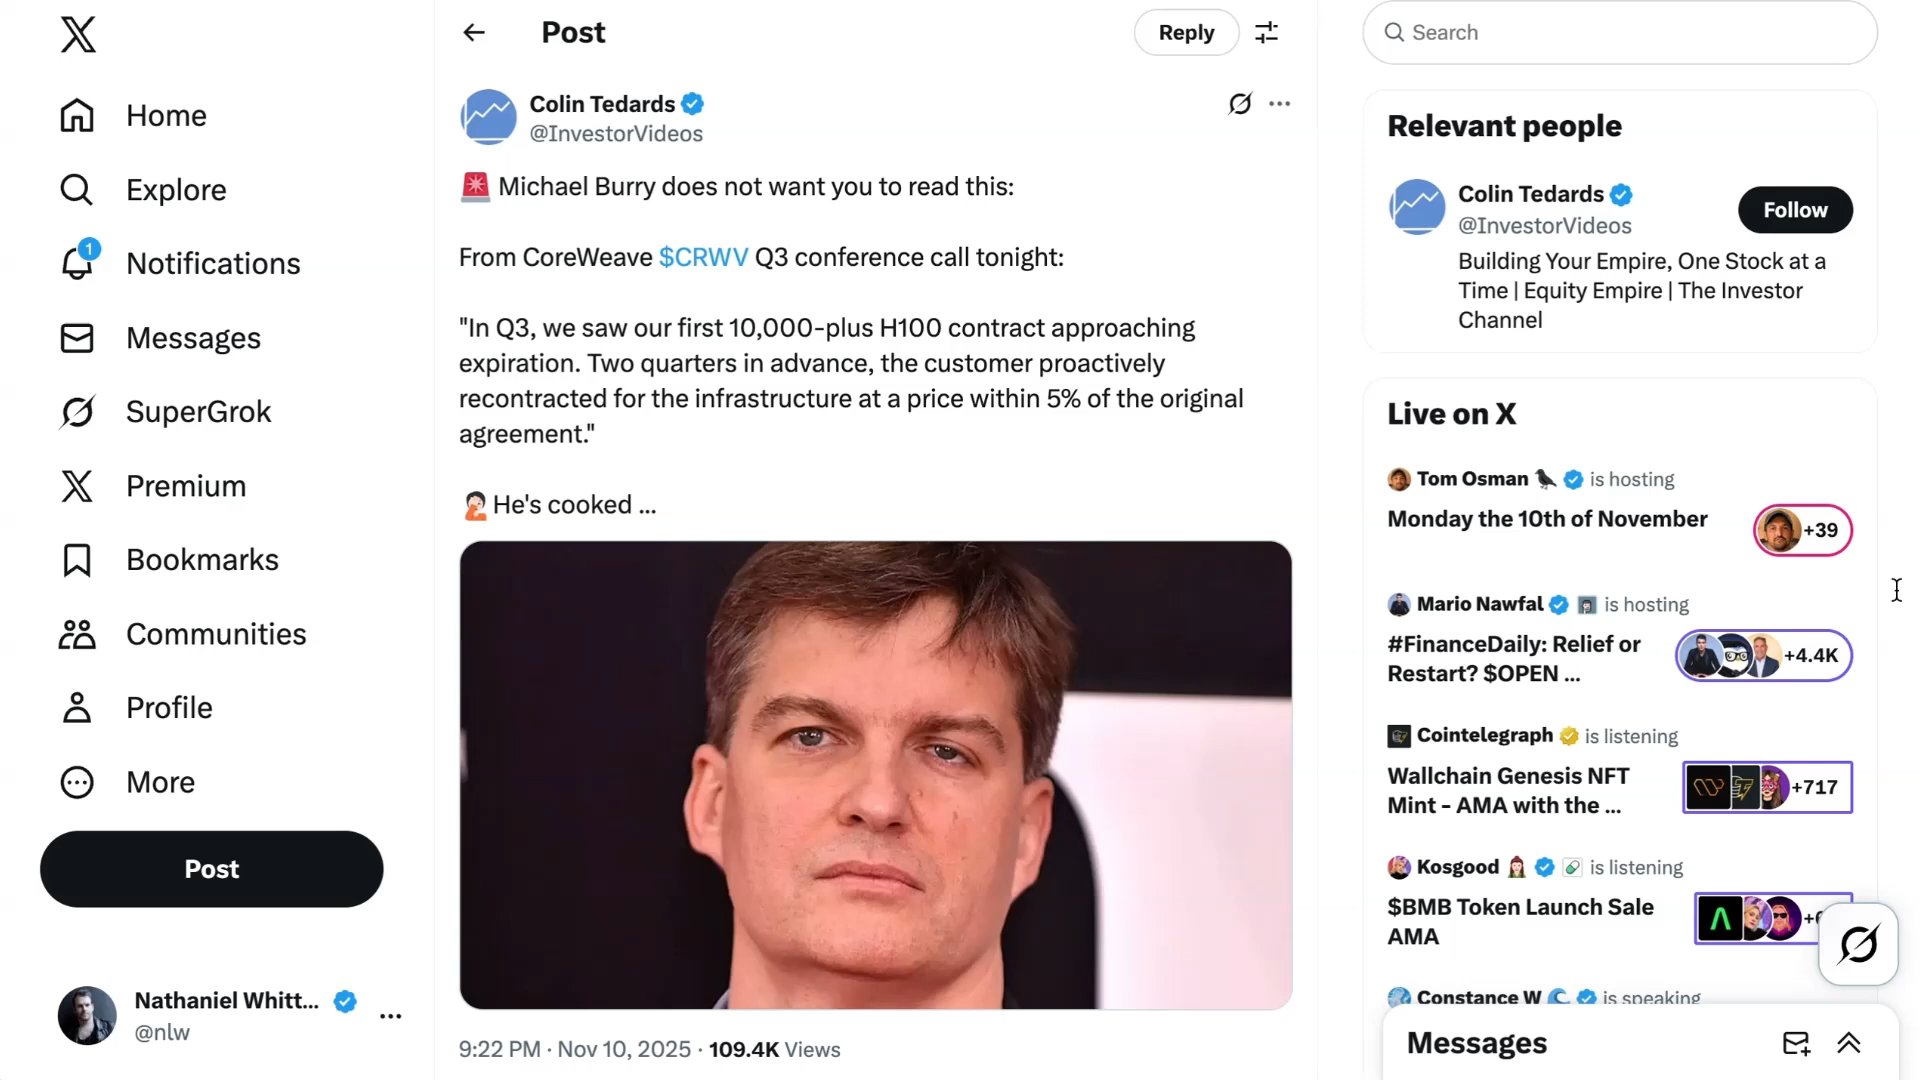 Home
Explore
1
Notifications
Messages
SuperGrok
Premium
Bookmarks
Communities
Profile
More
Post
Nathaniel Whitt...
@nlw
Post
Reply
Colin Tedards
@InvestorVideos
Michael Burry does not want you to read this:
From CoreWeave $CRWV Q3 conference call tonight:
"In Q3, we saw our first 10,000-plus H100 contract approaching
expiration. Two quarters in advance, the customer proactively
recontracted for the infrastructure at a price within 5% of the original
agreement."
He's cooked ...
9:22 PM · Nov 10, 2025 · 109.4K Views
Search
Relevant people
Colin Tedards
@InvestorVideos
Follow
Building Your Empire, One Stock at a
Time | Equity Empire | The Investor
Channel
Live on X
Tom Osman is hosting
Monday the 10th of November
+39
Mario Nawfal is hosting
#FinanceDaily: Relief or
Restart? $OPEN ...
+4.4K
Cointelegraph is listening
Wallchain Genesis NFT
Mint - AMA with the ...
+717
Kosgood is listening
$BMB Token Launch Sale
AMA
Constance W is speaking
Messages